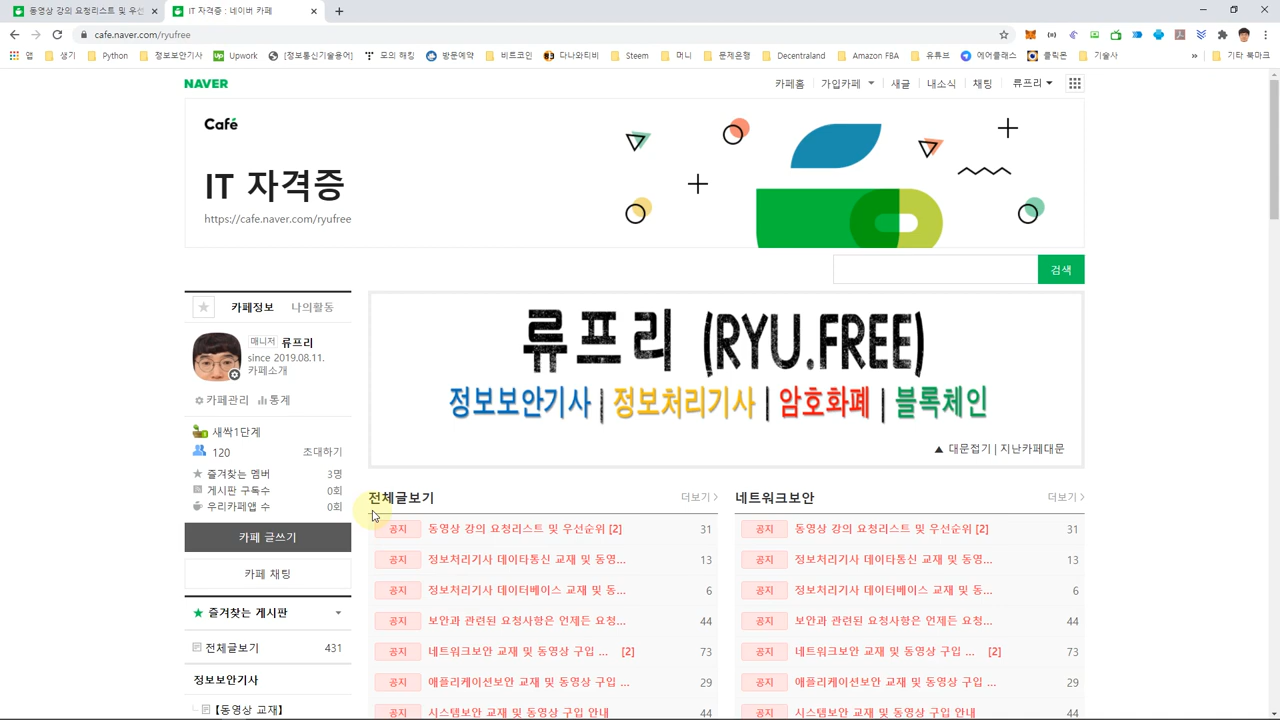 동영상 강의 요청리스트 및 우선
IT 자격증 : 네이버 카페
cafe.naver.com/ryufree
앱
생기
Python
정보보안기사
Upwork
[정보통신기술용어]
모의 해킹
방문예약
비트코인
다나와티비
Steem
머니
문제은행
Decentraland
Amazon FBA
유튜브
에어클래스
클릭몬
기술사
»
기타 북마크
NAVER
카페홈
가입카페
새글
내소식
채팅
류프리
Café
IT 자격증
https://cafe.naver.com/ryufree
검색
카페정보
나의활동
매니저 류프리
since 2019.08.11.
카페소개
카페관리
통계
새싹1단계
120
초대하기
즐겨찾는 멤버 3명
게시판 구독수 0회
우리카페앱 수 0회
카페 글쓰기
카페 채팅
즐겨찾는 게시판
전체글보기 431
정보보안기사
【동영상 교재】
류프리 (RYU.FREE)
정보보안기사 | 정보처리기사 | 암호화폐 | 블록체인
▲ 대문접기 | 지난카페대문
전체글보기
더보기 >
공지 동영상 강의 요청리스트 및 우선순위 [2] 31
공지 정보처리기사 데이타통신 교재 및 동영... 13
공지 정보처리기사 데이터베이스 교재 및 동... 6
공지 보안과 관련된 요청사항은 언제든 요청... 44
공지 네트워크보안 교재 및 동영상 구입 ... [2] 73
공지 애플리케이션보안 교재 및 동영상 구입 ... 29
공지 시스템보안 교재 및 동영상 구입 안내 44
네트워크보안
더보기 >
공지 동영상 강의 요청리스트 및 우선순위 [2] 31
공지 정보처리기사 데이타통신 교재 및 동영... 13
공지 정보처리기사 데이터베이스 교재 및 동... 6
공지 보안과 관련된 요청사항은 언제든 요청... 44
공지 네트워크보안 교재 및 동영상 구입 ... [2] 73
공지 애플리케이션보안 교재 및 동영상 구입 ... 29
공지 시스템보안 교재 및 동영상 구입 안내 44